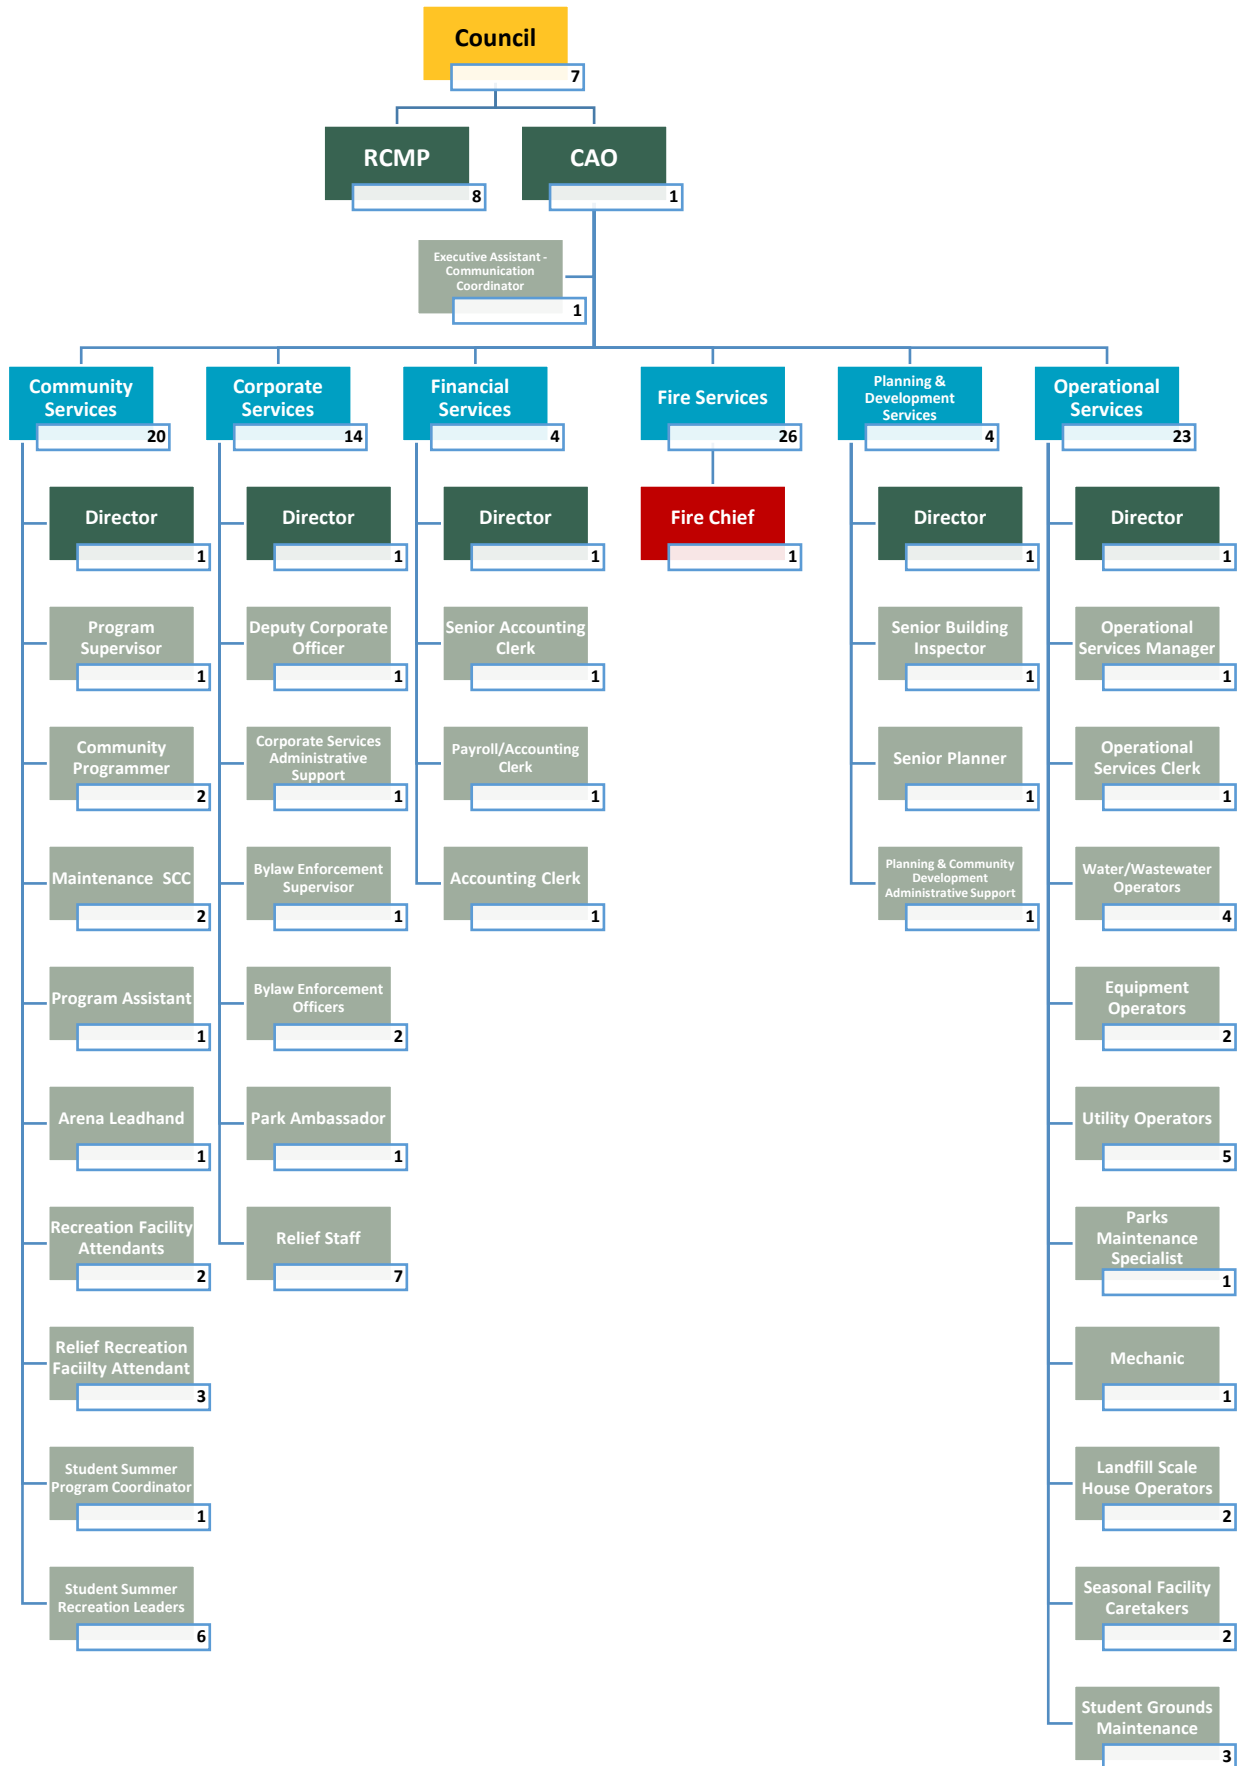 Council
7
RCMP
8
CAO
1
Executive Assistant -
Communication
Coordinator
1
Community
Services
20
Corporate
Services
14
Financial
Services
4
Fire Services
26
Planning &
Development
Services
4
Operational
Services
23
Director
1
Program
Supervisor
1
Community
Programmer
2
Maintenance SCC
2
Program Assistant
1
Arena Leadhand
1
Recreation Facility
Attendants
2
Relief Recreation
Faciilty Attendant
3
Student Summer
Program Coordinator
1
Student Summer
Recreation Leaders
6
Director
1
Deputy Corporate
Officer
1
Corporate Services
Administrative
Support
1
Bylaw Enforcement
Supervisor
1
Bylaw Enforcement
Officers
2
Park Ambassador
1
Relief Staff
7
Director
1
Senior Accounting
Clerk
1
Payroll/Accounting
Clerk
1
Accounting Clerk
1
Fire Chief
1
Director
1
Senior Building
Inspector
1
Senior Planner
1
Planning & Community
Development
Administrative Support
1
Director
1
Operational
Services Manager
1
Operational
Services Clerk
1
Water/Wastewater
Operators
4
Equipment
Operators
2
Utility Operators
5
Parks
Maintenance
Specialist
1
Mechanic
1
Landfill Scale
House Operators
2
Seasonal Facility
Caretakers
2
Student Grounds
Maintenance
3